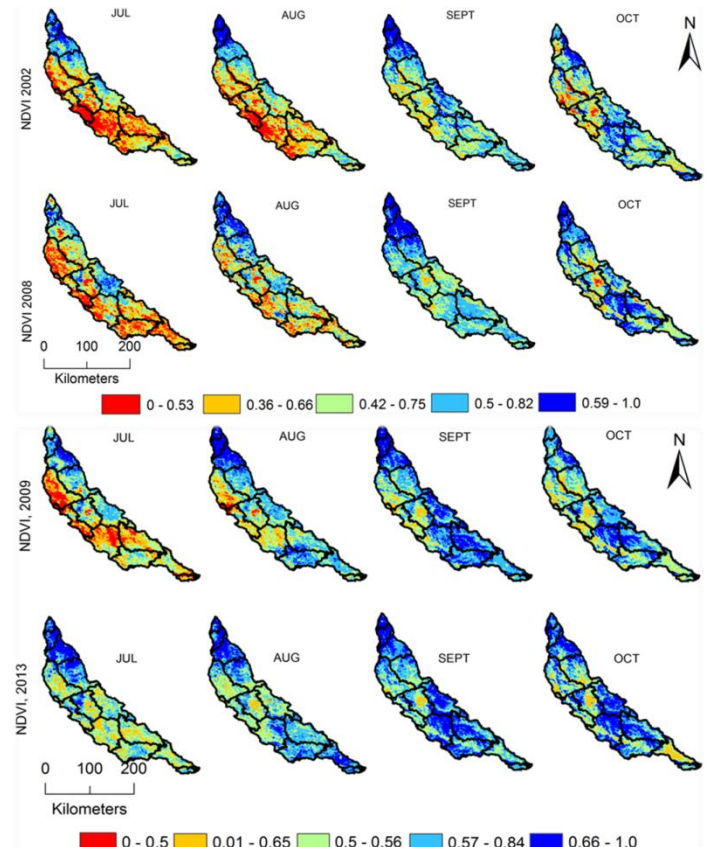 JUL AUG SEPT OCT
N
NDVI 2002
JUL AUG SEPT OCT
NDVI 2008
0 100 200
Kilometers
0 - 0.53 0.36 - 0.66 0.42 - 0.75 0.5 - 0.82 0.59 - 1.0
JUL AUG SEPT OCT
N
NDVI, 2009
JUL AUG SEPT OCT
NDVI, 2013
0 100 200
Kilometers
0 - 0.5 0.01 - 0.65 0.5 - 0.56 0.57 - 0.84 0.66 - 1.0